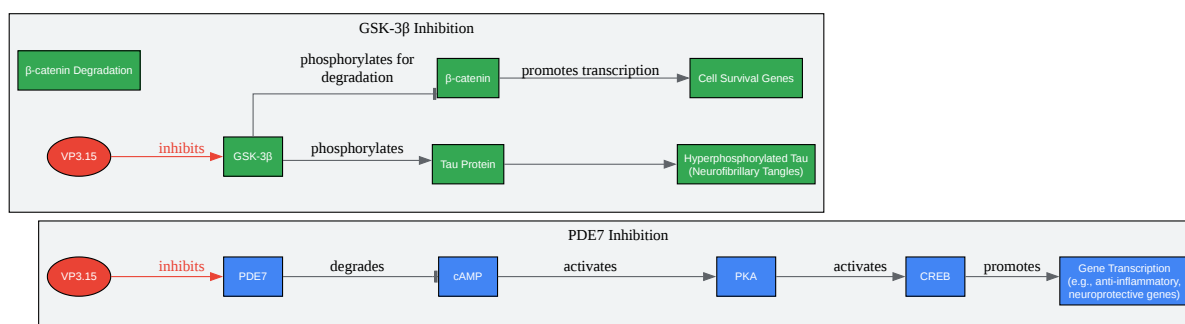 GSK-3β Inhibition
β-catenin Degradation
phosphorylates for
degradation
β-catenin
promotes transcription
Cell Survival Genes
VP3.15
inhibits
GSK-3β
phosphorylates
Tau Protein
Hyperphosphorylated Tau
(Neurofibrillary Tangles)
PDE7 Inhibition
VP3.15
inhibits
PDE7
degrades
cAMP
activates
PKA
activates
CREB
promotes
Gene Transcription
(e.g., anti-inflammatory,
neuroprotective genes)